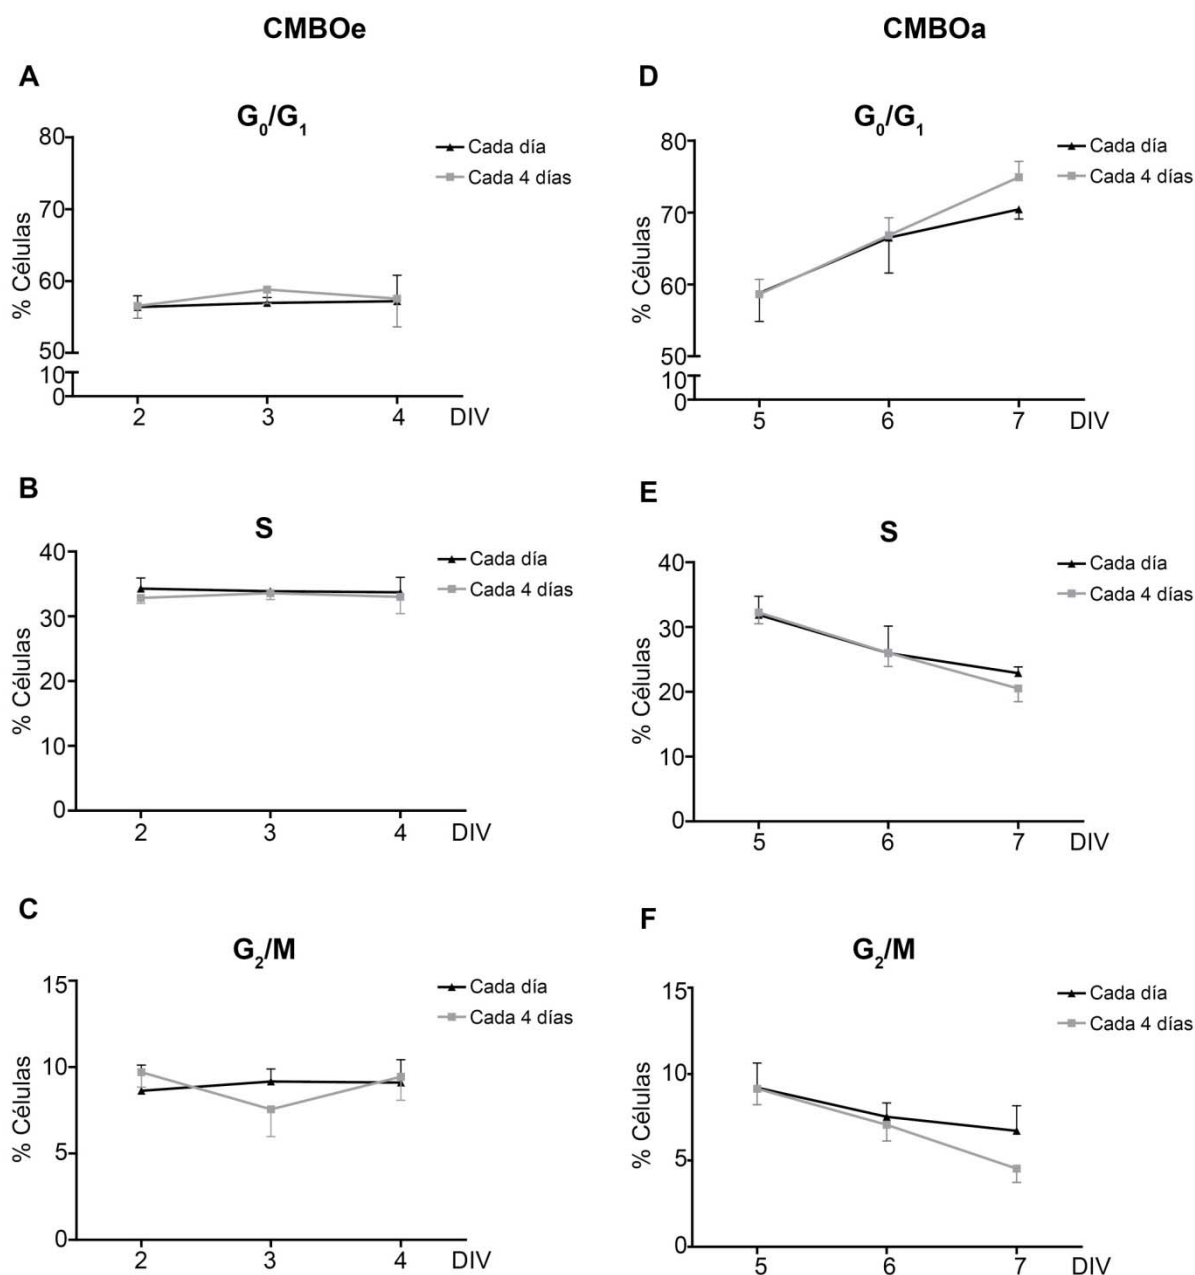 CMBOe
CMBOa
A
G₀/G₁
80
70
60
50
10
0
% Células
2 3 4 DIV
Cada día
Cada 4 días
D
G₀/G₁
80
70
60
50
10
0
% Células
5 6 7 DIV
Cada día
Cada 4 días
B
S
40
30
20
10
0
% Células
2 3 4 DIV
Cada día
Cada 4 días
E
S
40
30
20
10
0
% Células
5 6 7 DIV
Cada día
Cada 4 días
C
G₂/M
15
10
5
0
% Células
2 3 4 DIV
Cada día
Cada 4 días
F
G₂/M
15
10
5
0
% Células
5 6 7 DIV
Cada día
Cada 4 días